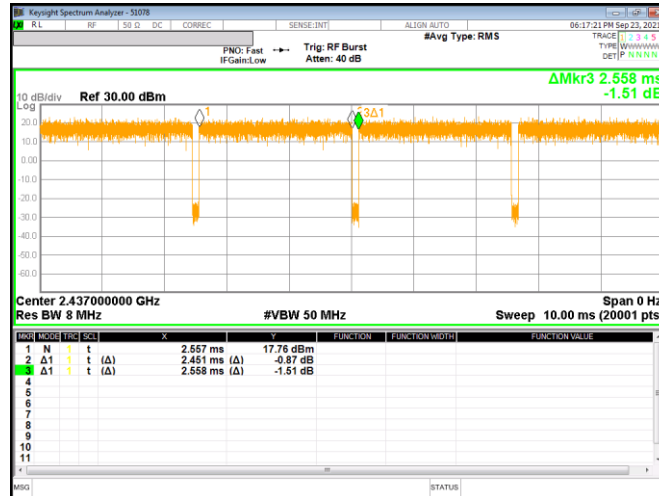 Keysight Spectrum Analyzer - 51078
RL RF 50 Ω DC CORREC SENSE:INT ALIGN AUTO 06:17:21 PM Sep 23, 2021
#Avg Type: RMS
TRACE 1 2 3 4 5
PNO: Fast Trig: RF Burst TYPE W
IFGain:Low Atten: 40 dB DET P N N N N
ΔMkr3 2.558 ms
-1.51 dB
10 dB/div Ref 30.00 dBm
Log
1 3Δ1
20.0
10.0
0.00
-10.0
-20.0
-30.0
-40.0
-50.0
-60.0
Center 2.437000000 GHz Span 0 Hz
Res BW 8 MHz #VBW 50 MHz Sweep 10.00 ms (20001 pts
MKR MODE TRC SCL X Y FUNCTION FUNCTION WIDTH FUNCTION VALUE
1 N 1 t 2.557 ms 17.76 dBm
2 Δ1 1 t (Δ) 2.451 ms (Δ) -0.87 dB
3 Δ1 1 t (Δ) 2.558 ms (Δ) -1.51 dB
4
5
6
7
8
9
10
11
MSG STATUS